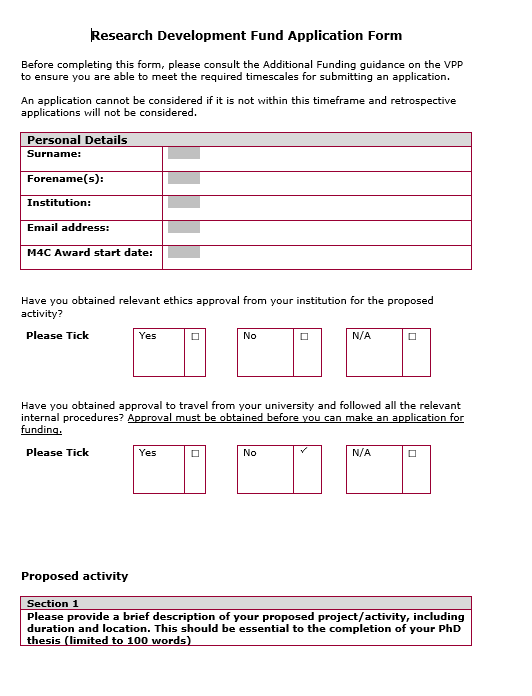 Research Development Fund Application Form
Before completing this form, please consult the Additional Funding guidance on the VPP
to ensure you are able to meet the required timescales for submitting an application.
An application cannot be considered if it is not within this timeframe and retrospective
applications will not be considered.
Personal Details
Surname:
Forename(s):
Institution:
Email address:
M4C Award start date:
Have you obtained relevant ethics approval from your institution for the proposed
activity?
Please Tick Yes ☐ No ☐ N/A ☐
Have you obtained approval to travel from your university and followed all the relevant
internal procedures? Approval must be obtained before you can make an application for
funding.
Please Tick Yes ☐ No ✓ N/A ☐
Proposed activity
Section 1
Please provide a brief description of your proposed project/activity, including
duration and location. This should be essential to the completion of your PhD
thesis (limited to 100 words)